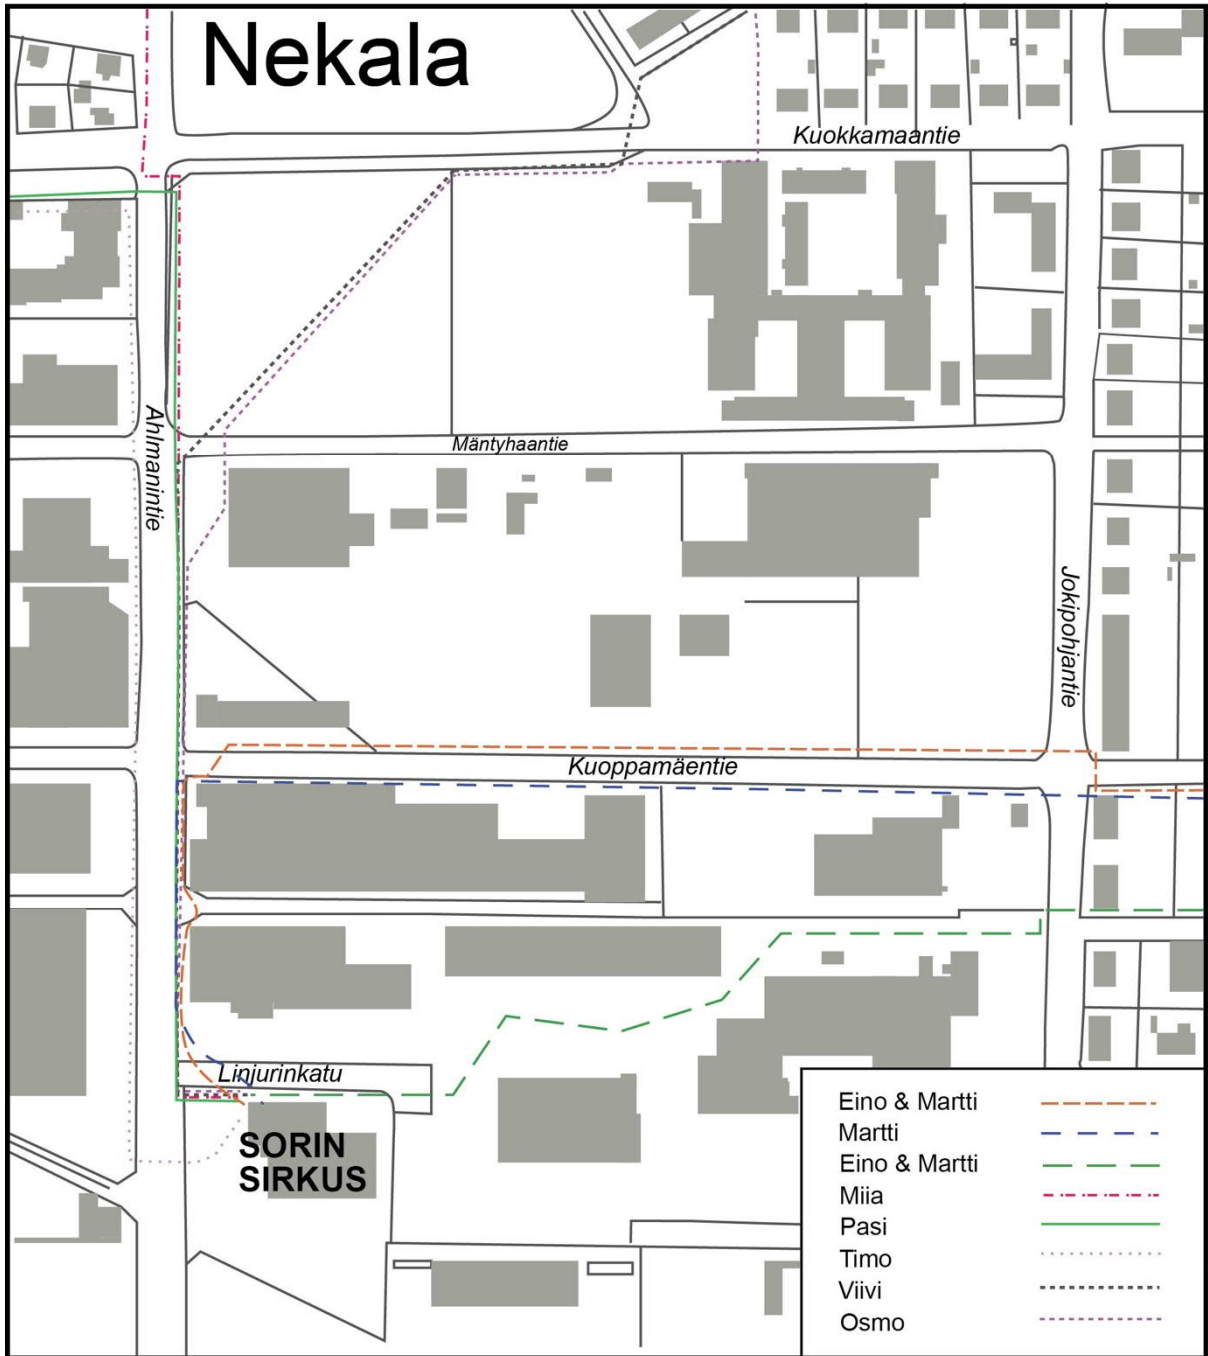 Nekala
Kuokkamaantie
Ahlmanintie
Mäntyhaantie
Jokipohjantie
Kuoppamäentie
Linjurinkatu
SORIN
SIRKUS
Eino & Martti
Martti
Eino & Martti
Miia
Pasi
Timo
Viivi
Osmo